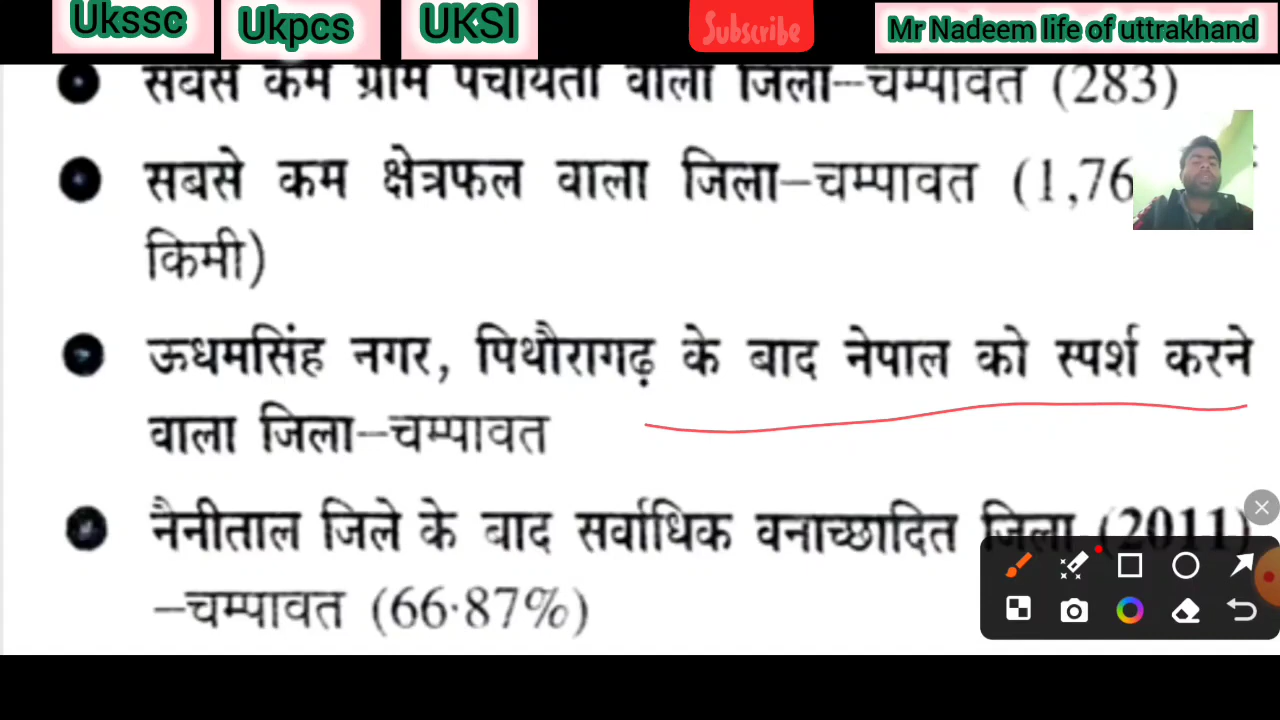 Ukssc Ukpcs UKSI Subscribe Mr Nadeem life of uttrakhand
सबसे कम ग्राम पंचायतों वाला जिला–चम्पावत (283)
सबसे कम क्षेत्रफल वाला जिला–चम्पावत (1,76
किमी)
ऊधमसिंह नगर, पिथौरागढ़ के बाद नेपाल को स्पर्श करने
वाला जिला–चम्पावत
नैनीताल जिले के बाद सर्वाधिक वनाच्छादित जिला (2011)
–चम्पावत (66·87%)